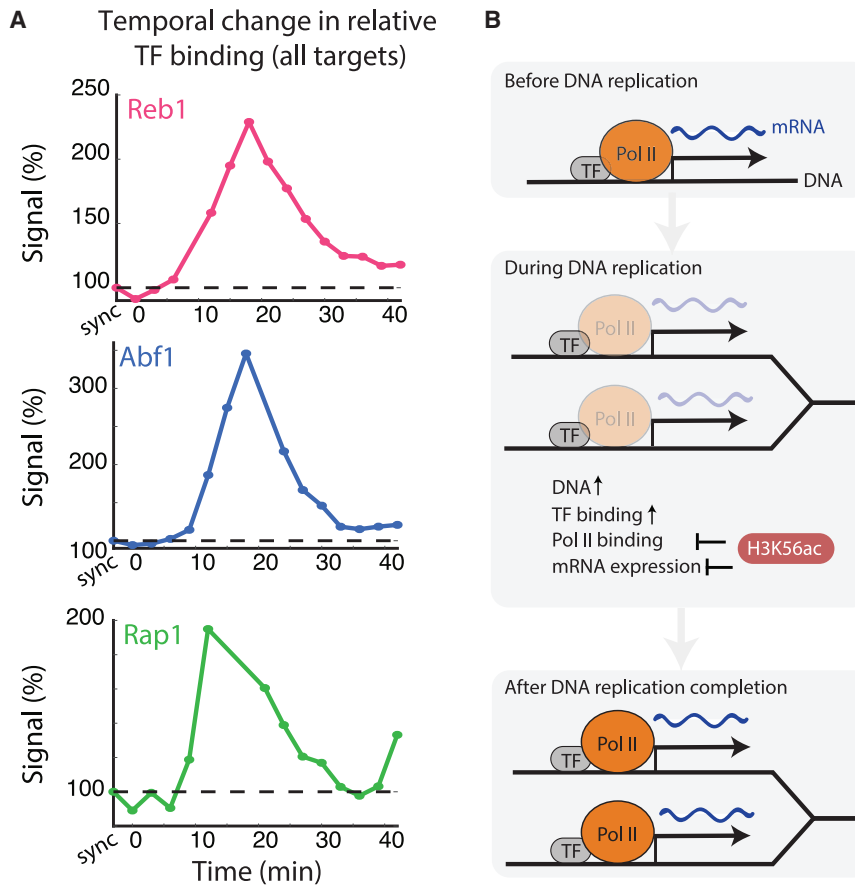 A
Temporal change in relative
TF binding (all targets)
Reb1
Signal (%)
250
200
150
100
sync
0
10
20
30
40
Abf1
Signal (%)
300
200
100
sync
0
10
20
30
40
Rap1
Signal (%)
200
100
sync
0
10
20
30
40
Time (min)
B
Before DNA replication
mRNA
Pol II
TF
DNA
During DNA replication
Pol II
TF
Pol II
TF
DNA↑
TF binding↑
Pol II binding
H3K56ac
mRNA expression
After DNA replication completion
Pol II
TF
Pol II
TF